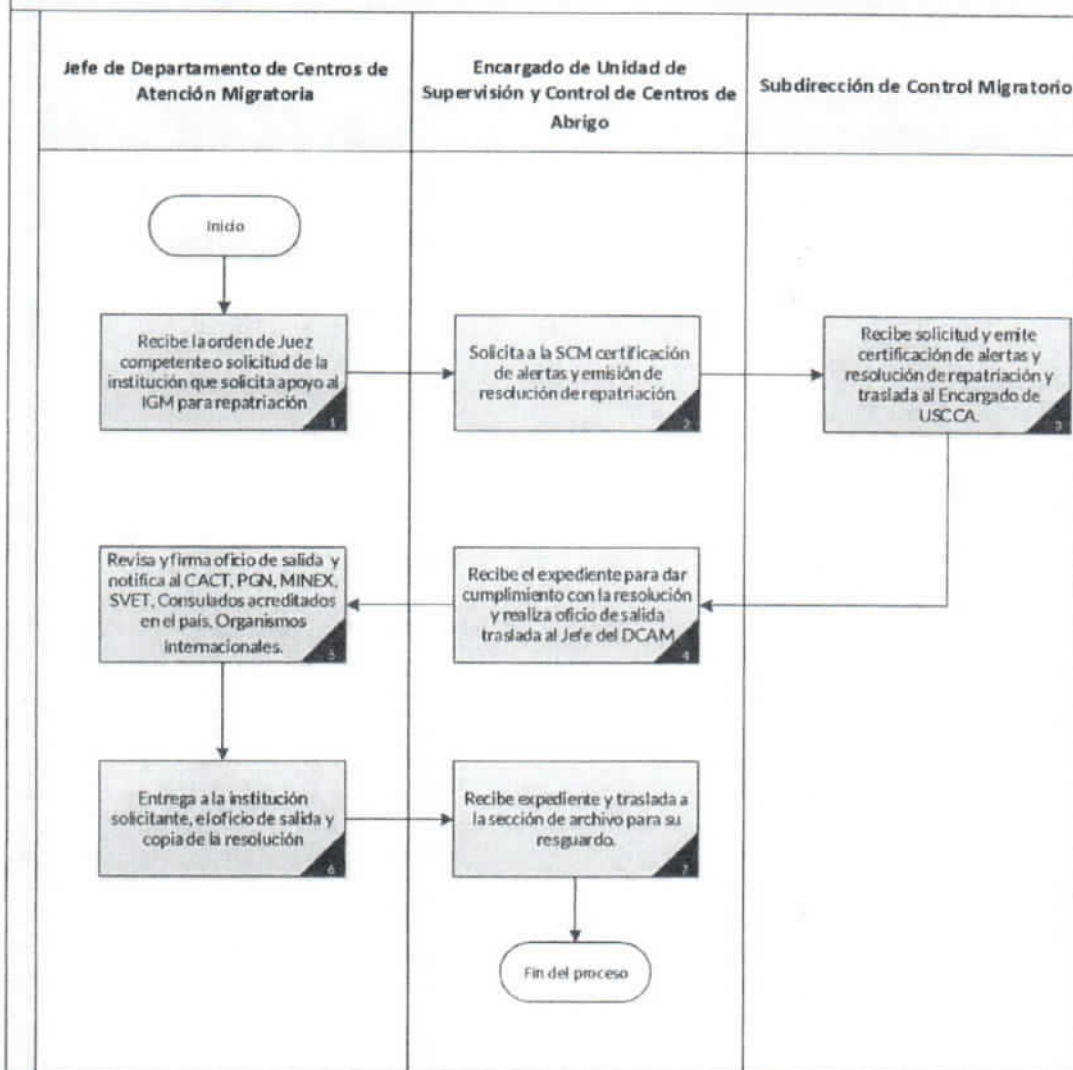 Jefe de Departamento de Centros de
Atención Migratoria
Encargado de Unidad de
Supervisión y Control de Centros de
Abrigo
Subdirección de Control Migratorio
Inicio
Recibe la orden de Juez
competente o solicitud de la
institución que solicita apoyo al
IGM para repatriación
1
Solicita a la SCM certificación
de alertas y emisión de
resolución de repatriación.
2
Recibe solicitud y emite
certificación de alertas y
resolución de repatriación y
traslada al Encargado de
USCCA.
3
Recibe el expediente para dar
cumplimiento con la resolución
y realiza oficio de salida
traslada al Jefe del DCAM
4
Revisa y firma oficio de salida y
notifica al CACT, PGN, MINEX,
SVET, Consulados acreditados
en el país, Organismos
internacionales.
5
Entrega a la institución
solicitante, el oficio de salida y
copia de la resolución
6
Recibe expediente y traslada a
la sección de archivo para su
resguardo.
7
Fin del proceso